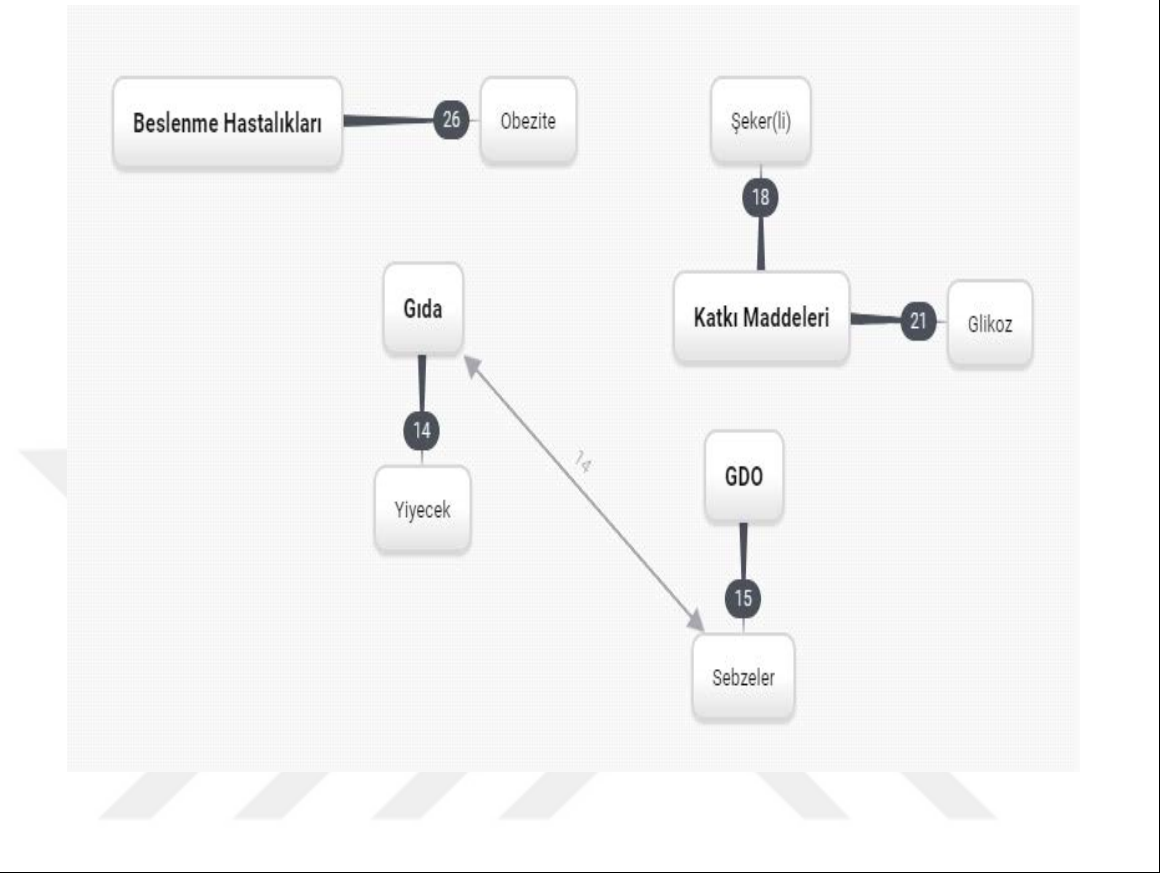 Beslenme Hastalıkları
26
Obezite
Şeker(li)
18
Gıda
Katkı Maddeleri
21
Glikoz
14
14
GDO
Yiyecek
15
Sebzeler